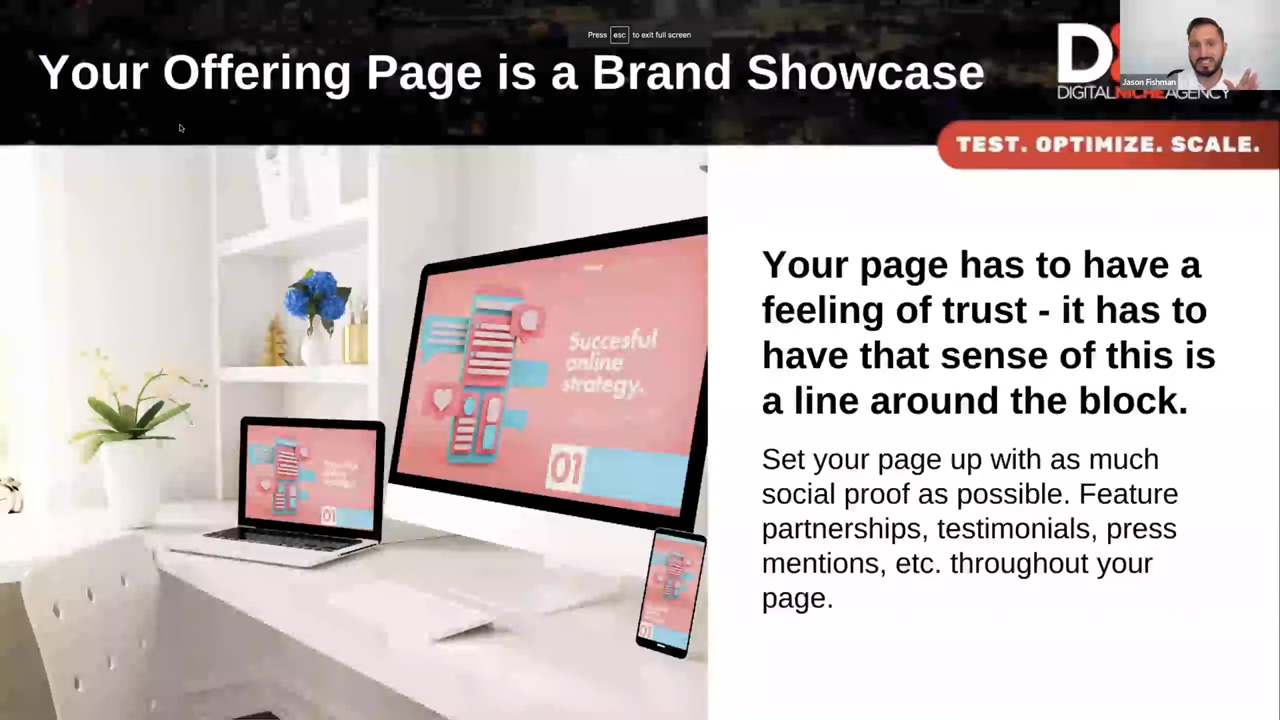 Press esc to exit full screen
Your Offering Page is a Brand Showcase
Jason Fishman
DIGITALNICHEAGENCY
TEST. OPTIMIZE. SCALE.
Your page has to have a
feeling of trust - it has to
have that sense of this is
a line around the block.
Set your page up with as much
social proof as possible. Feature
partnerships, testimonials, press
mentions, etc. throughout your
page.
Succesful
online
strategy.
01
01
01